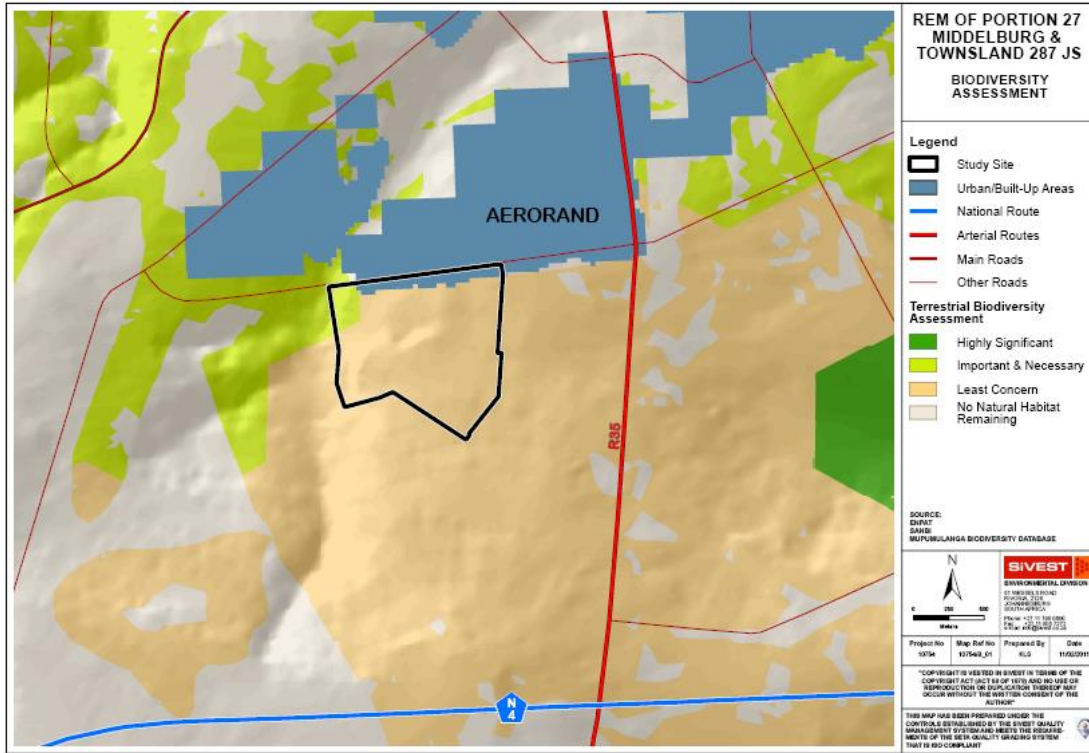 REM OF PORTION 27
MIDDELBURG &
TOWNSLAND 287 JS
BIODIVERSITY
ASSESSMENT
Legend
Study Site
Urban/Built-Up Areas
National Route
Arterial Routes
Main Roads
Other Roads
Terrestrial Biodiversity
Assessment
Highly Significant
Important & Necessary
Least Concern
No Natural Habitat
Remaining
SOURCE:
ENPAT
SANBI
MUPUMULANGA BIODIVERSITY DATABASE
N
0
Meters
SiVEST
ENVIRONMENTAL DIVISION
SOUTH AFRICA
Project No
Map Ref No
Prepared By
Date
10754
KLS
"COPYRIGHT IS VESTED IN SIVEST IN TERMS OF THE
COPYRIGHT ACT (ACT 98 OF 1978) AND NO USE OR
REPRODUCTION OR DUPLICATION THEREOF MAY
OCCUR WITHOUT THE WRITTEN CONSENT OF THE
AUTHOR"
THIS MAP HAS BEEN PREPARED UNDER THE
CONTROLS ESTABLISHED BY THE SIVEST QUALITY
MANAGEMENT SYSTEM AND MEETS THE REQUIRE-
MENTS OF THE SETA QUALITY GRADING SYSTEM
THAT IS ISO COMPLIANT
AERORAND
R35
N
4